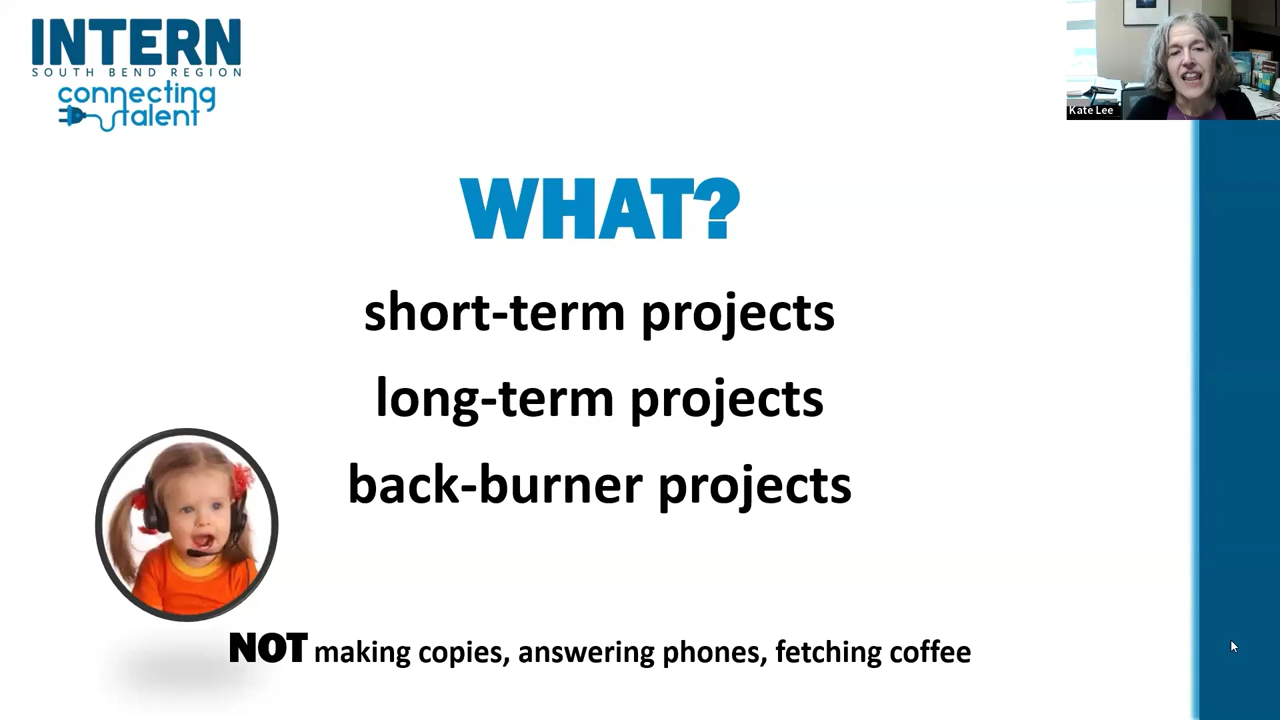 INTERN
SOUTH BEND REGION
connecting
talent
Kate Lee
WHAT?
short-term projects
long-term projects
back-burner projects
NOT making copies, answering phones, fetching coffee